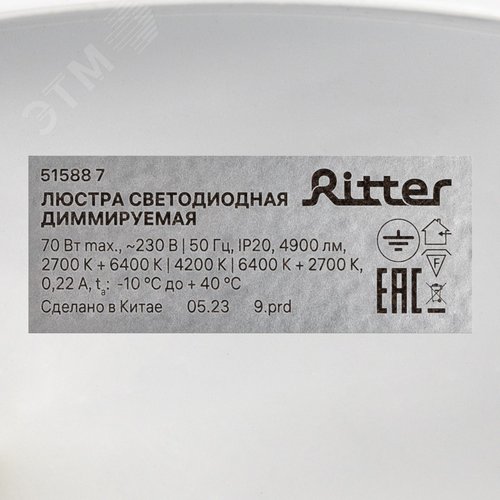 ЭТМ
51588 7
Ritter
ЛЮСТРА СВЕТОДИОДНАЯ
ДИММИРУЕМАЯ
70 Вт max., ~230 В | 50 Гц, IP20, 4900 лм,
2700 К + 6400 К | 4200 К | 6400 К + 2700 К,
0,22 А, ta: -10 °C до + 40 °C
F
Сделано в Китае 05.23 9.prd
EAC